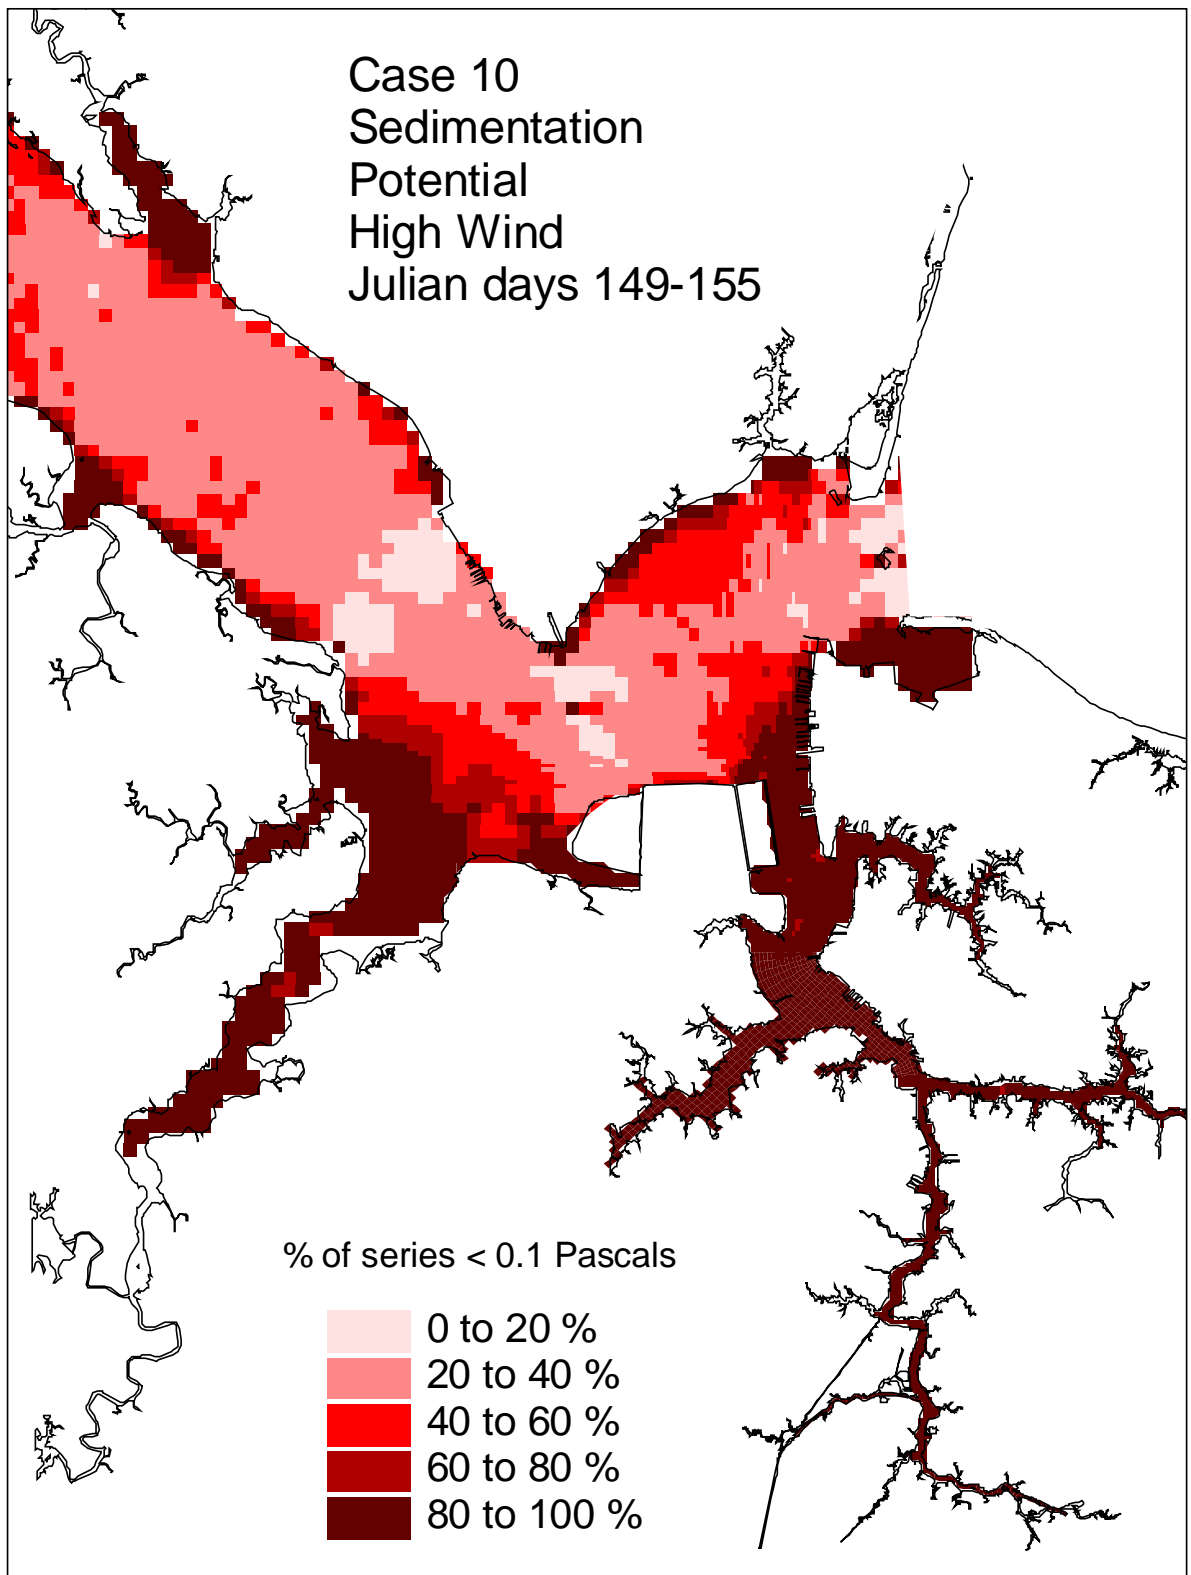 Case 10
Sedimentation
Potential
High Wind
Julian days 149-155
% of series < 0.1 Pascals
0 to 20 %
20 to 40 %
40 to 60 %
60 to 80 %
80 to 100 %